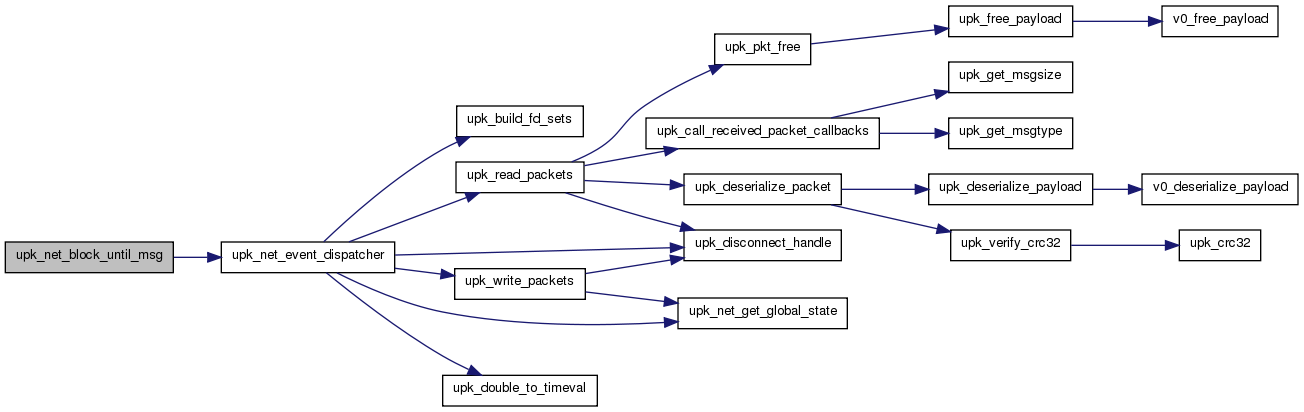 upk_net_block_until_msg
upk_net_event_dispatcher
upk_build_fd_sets
upk_read_packets
upk_write_packets
upk_double_to_timeval
upk_pkt_free
upk_call_received_packet_callbacks
upk_deserialize_packet
upk_disconnect_handle
upk_net_get_global_state
upk_free_payload
upk_get_msgsize
upk_get_msgtype
upk_deserialize_payload
upk_verify_crc32
v0_free_payload
v0_deserialize_payload
upk_crc32